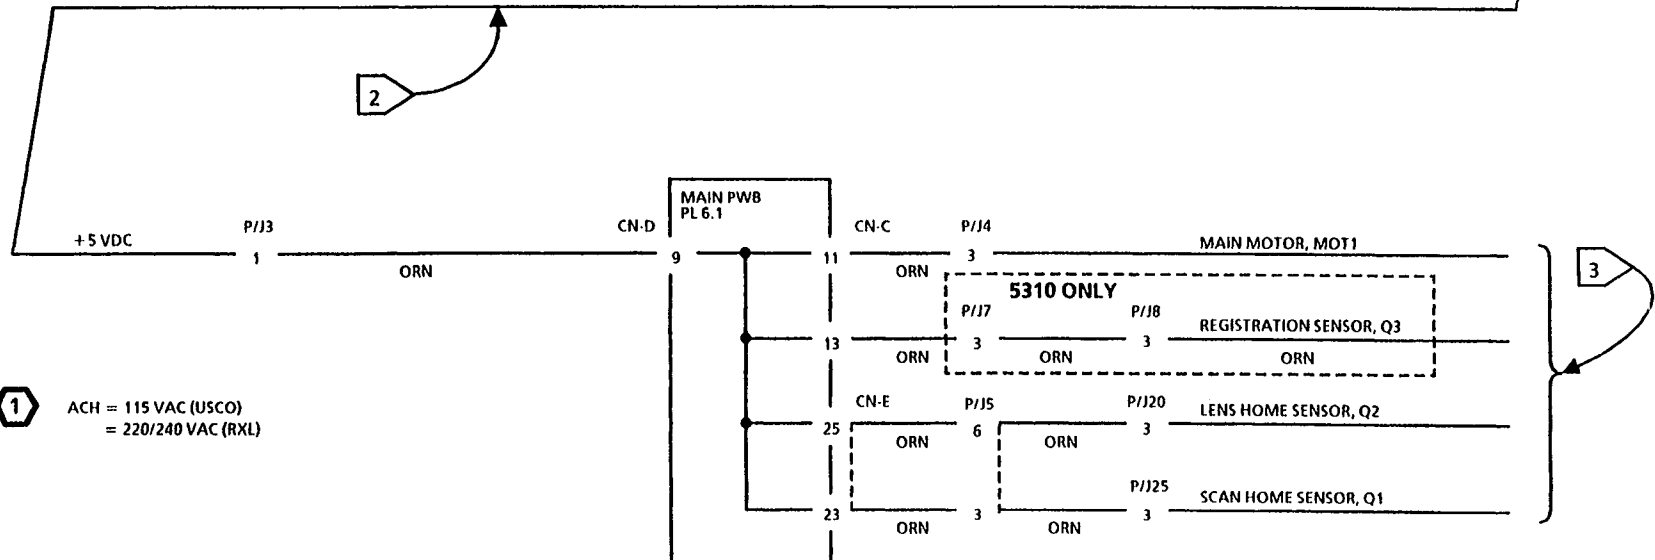 2
MAIN PWB
PL 6.1
+5 VDC
P/J3
1
ORN
CN-D
9
11
CN-C
ORN
P/J4
3
MAIN MOTOR, MOT1
3
5310 ONLY
13
ORN
P/J7
3
ORN
P/J8
3
REGISTRATION SENSOR, Q3
ORN
1
ACH = 115 VAC (USCO)
= 220/240 VAC (RXL)
25
CN-E
ORN
P/J5
6
ORN
P/J20
3
LENS HOME SENSOR, Q2
23
ORN
3
ORN
P/J25
3
SCAN HOME SENSOR, Q1